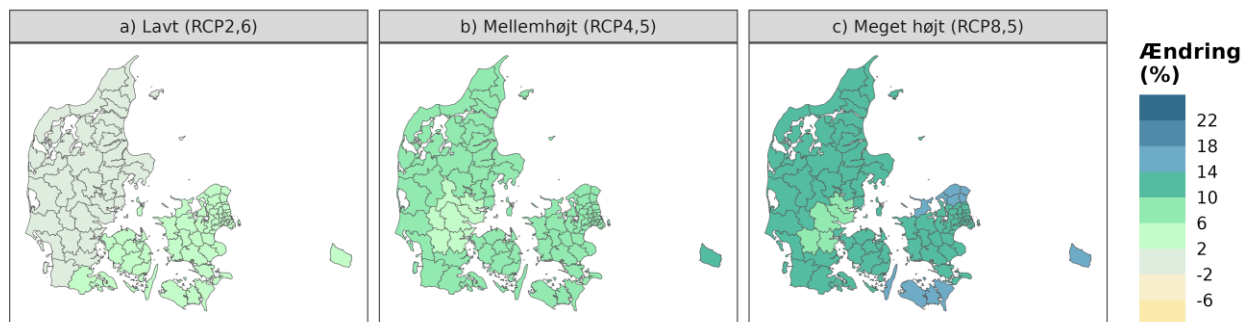 a) Lavt (RCP2,6)
b) Mellemhøjt (RCP4,5)
c) Meget højt (RCP8,5)
Ændring
(%)
22
18
14
10
6
2
-2
-6